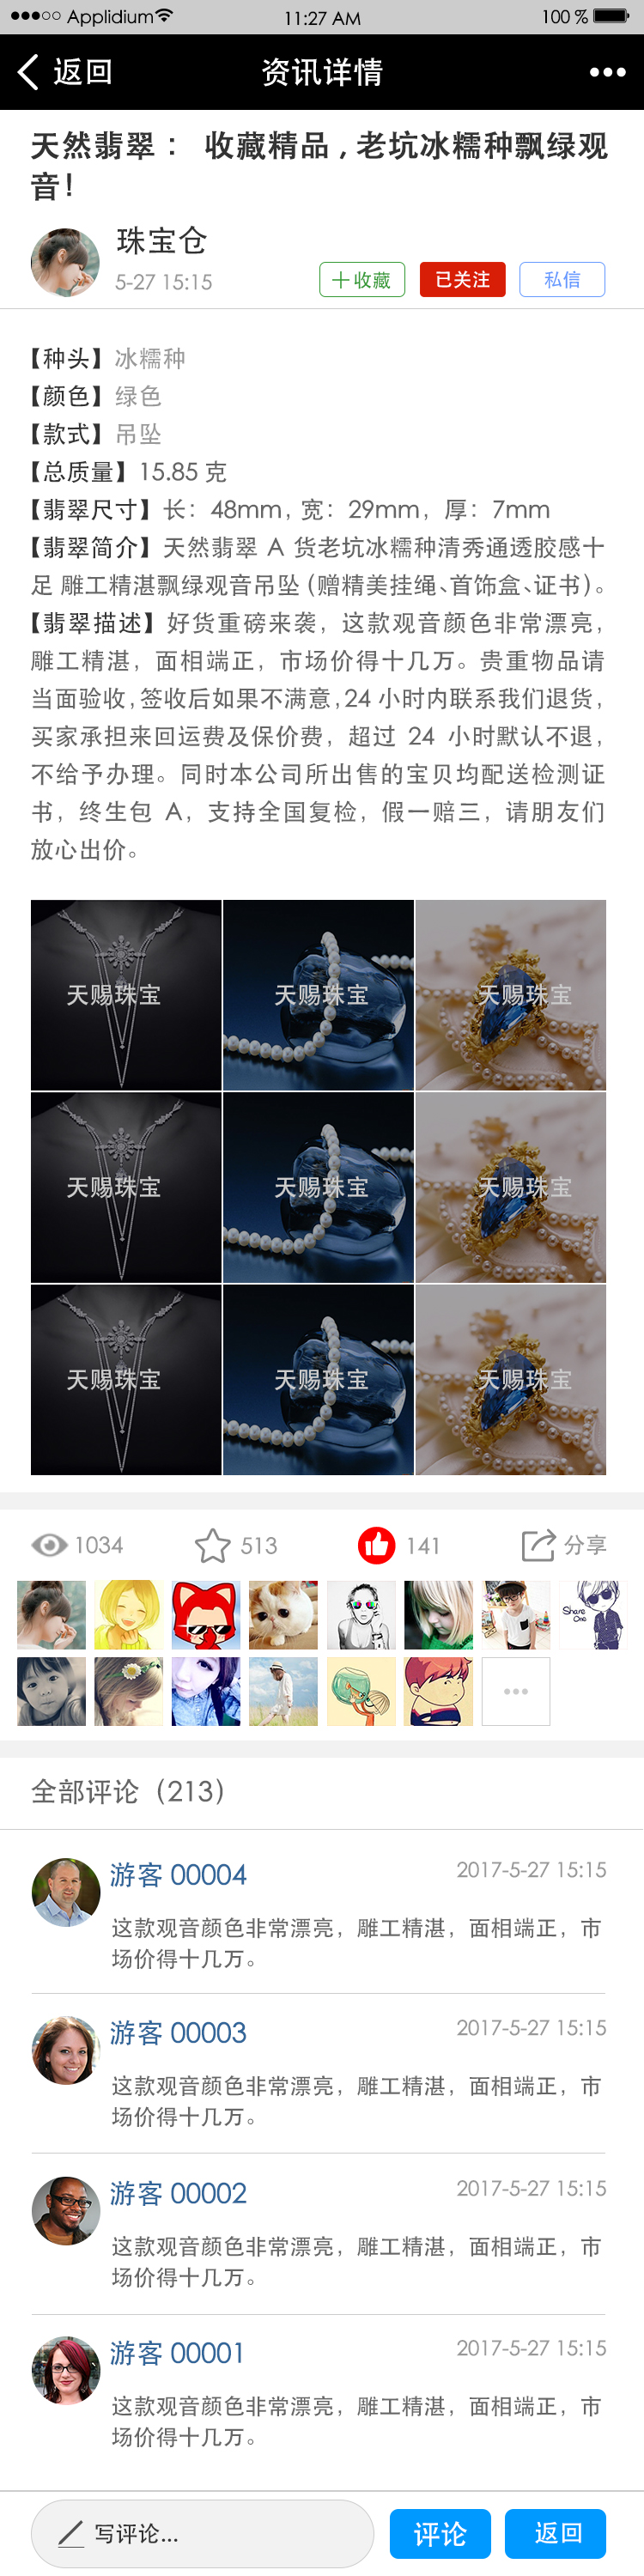 Applidium 11:27 AM 100 %
返回 资讯详情
天然翡翠： 收藏精品,老坑冰糯种飘绿观
音！
珠宝仓
5-27 15:15 十收藏 已关注 私信
【种头】冰糯种
【颜色】绿色
【款式】吊坠
【总质量】15.85 克
【翡翠尺寸】长：48mm, 宽：29mm，厚：7mm
【翡翠简介】天然翡翠 A 货老坑冰糯种清秀通透胶感十
足 雕工精湛飘绿观音吊坠（赠精美挂绳、首饰盒、证书）。
【翡翠描述】好货重磅来袭，这款观音颜色非常漂亮，
雕工精湛，面相端正，市场价得十几万。贵重物品请
当面验收，签收后如果不满意，24 小时内联系我们退货，
买家承担来回运费及保价费，超过 24 小时默认不退，
不给予办理。同时本公司所出售的宝贝均配送检测证
书，终生包 A，支持全国复检，假一赔三，请朋友们
放心出价。
天赐珠宝 天赐珠宝 天赐珠宝
天赐珠宝 天赐珠宝 天赐珠宝
天赐珠宝 天赐珠宝 天赐珠宝
1034 513 141 分享
Share
One
全部评论（213）
游客 00004 2017-5-27 15:15
这款观音颜色非常漂亮，雕工精湛，面相端正，市
场价得十几万。
游客 00003 2017-5-27 15:15
这款观音颜色非常漂亮，雕工精湛，面相端正，市
场价得十几万。
游客 00002 2017-5-27 15:15
这款观音颜色非常漂亮，雕工精湛，面相端正，市
场价得十几万。
游客 00001 2017-5-27 15:15
这款观音颜色非常漂亮，雕工精湛，面相端正，市
场价得十几万。
写评论... 评论 返回